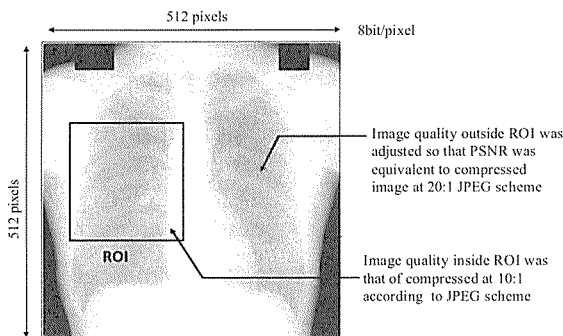 512 pixels
8bit/pixel
512 pixels
Image quality outside ROI was
adjusted so that PSNR was
equivalent to compressed
image at 20:1 JPEG scheme
ROI
Image quality inside ROI was
that of compressed at 10:1
according to JPEG scheme